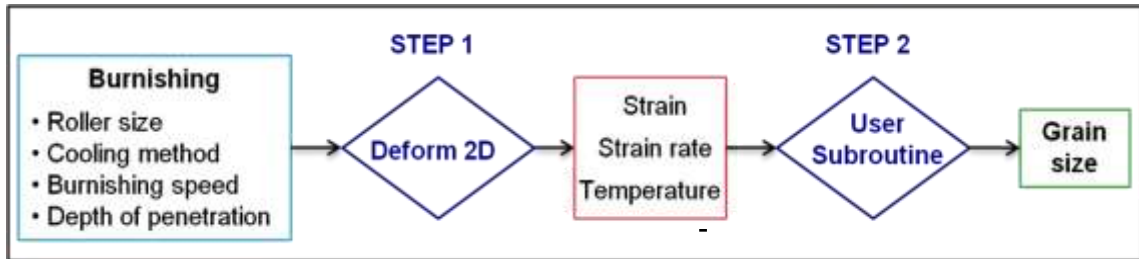 STEP 1
STEP 2
Burnishing
• Roller size
• Cooling method
• Burnishing speed
• Depth of penetration
Deform 2D
Strain
Strain rate
Temperature
User
Subroutine
Grain
size